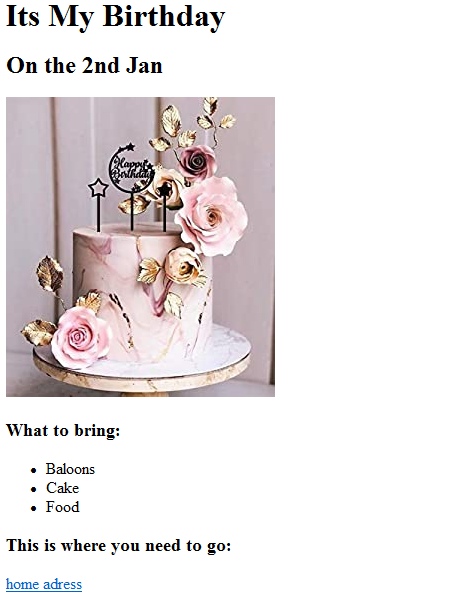 Its My Birthday
On the 2nd Jan
Happy
Birthday
What to bring:
Baloons
Cake
Food
This is where you need to go:
home adress